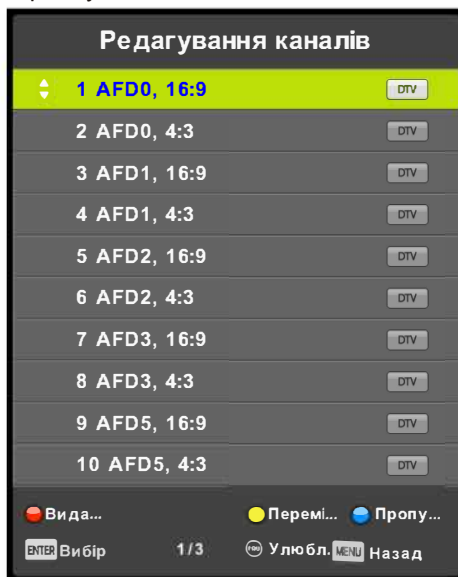 Редагування каналів
1 AFD0, 16:9 DTV
2 AFD0, 4:3 DTV
3 AFD1, 16:9 DTV
4 AFD1, 4:3 DTV
5 AFD2, 16:9 DTV
6 AFD2, 4:3 DTV
7 AFD3, 16:9 DTV
8 AFD3, 4:3 DTV
9 AFD5, 16:9 DTV
10 AFD5, 4:3 DTV
Вида... Перемі... Пропу...
ENTER Вибір 1/3 FAV Улюбл. MENU Назад